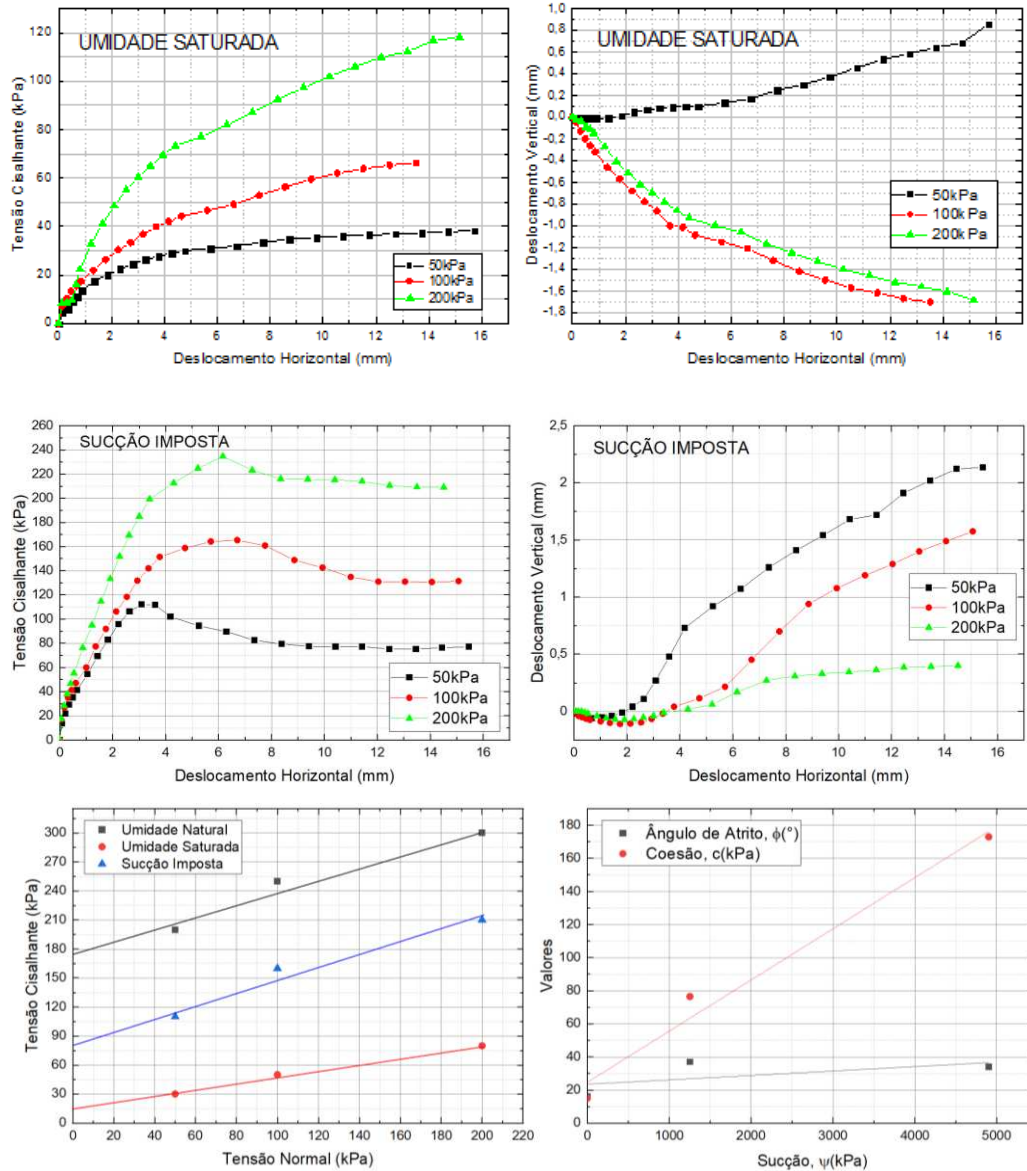 UMIDADE SATURADA
Tensão Cisalhante (kPa)
120
100
80
60
40
20
0
0 2 4 6 8 10 12 14 16
Deslocamento Horizontal (mm)
50kPa
100kPa
200kPa
UMIDADE SATURADA
Deslocamento Vertical (mm)
1,0
0,8
0,6
0,4
0,2
0,0
-0,2
-0,4
-0,6
-0,8
-1,0
-1,2
-1,4
-1,6
-1,8
0 2 4 6 8 10 12 14 16
Deslocamento Horizontal (mm)
50kPa
100kPa
200kPa
SUCÇÃO IMPOSTA
Tensão Cisalhante (kPa)
260
240
220
200
180
160
140
120
100
80
60
40
20
0
0 2 4 6 8 10 12 14 16
Deslocamento Horizontal (mm)
50kPa
100kPa
200kPa
SUCÇÃO IMPOSTA
Deslocamento Vertical (mm)
2,5
2
1,5
1
0,5
0
0 2 4 6 8 10 12 14 16
Deslocamento Horizontal (mm)
50kPa
100kPa
200kPa
Umidade Natural
Umidade Saturada
Sucção Imposta
Tensão Cisalhante (kPa)
300
270
240
210
180
150
120
90
60
30
0
0 20 40 60 80 100 120 140 160 180 200 220
Tensão Normal (kPa)
Ângulo de Atrito, ϕ(°)
Coesão, c(kPa)
Valores
180
160
140
120
100
80
60
40
20
0
0 1000 2000 3000 4000 5000
Sucção, ψ(kPa)